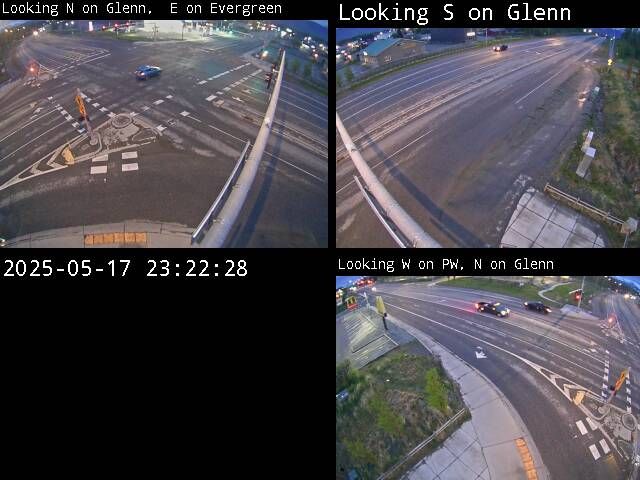 Looking N on Glenn, E on Evergreen
Looking S on Glenn
2025-05-17 23:22:28
Looking W on PW, N on Glenn